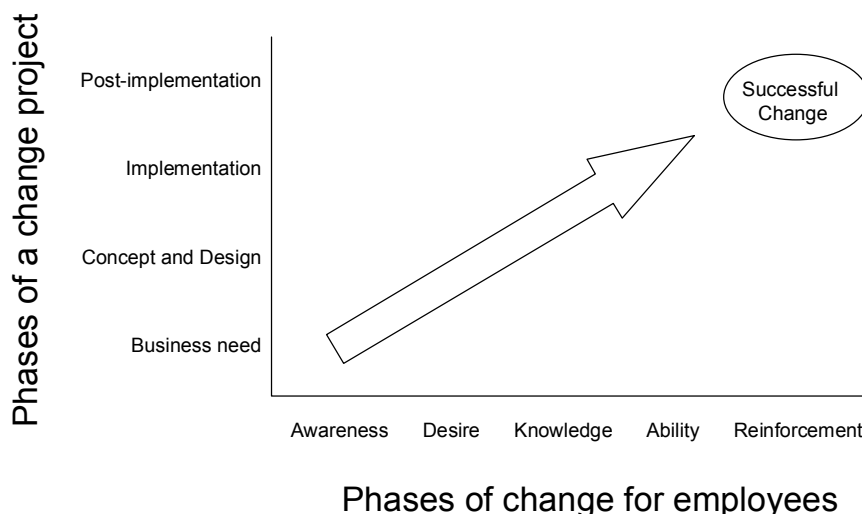 Phases of a change project
Post-implementation
Successful
Change
Implementation
Concept and Design
Business need
Awareness Desire Knowledge Ability Reinforcement
Phases of change for employees